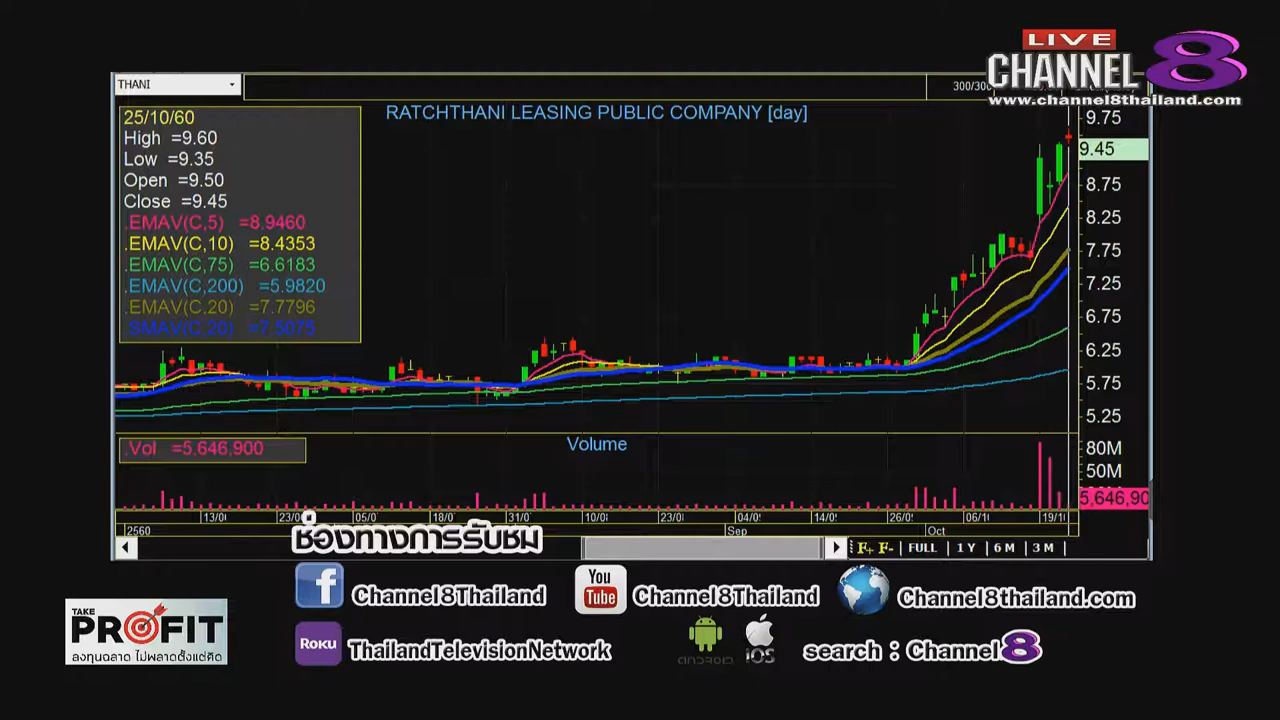 LIVE
CHANNEL 8
www.channel8thailand.com
THANI
300/300
RATCHTHANI LEASING PUBLIC COMPANY [day]
25/10/60
High =9.60
Low =9.35
Open =9.50
Close =9.45
.EMAV(C,5) =8.9460
.EMAV(C,10) =8.4353
.EMAV(C,75) =6.6183
.EMAV(C,200) =5.9820
.EMAV(C,20) =7.7796
.SMAV(C,20) =7.5075
9.75
9.45
8.75
8.25
7.75
7.25
6.75
6.25
5.75
5.25
.Vol =5,646,900
Volume
80M
50M
5,646,90
13/0 23/0 05/0 18/0 31/0 10/0 23/0 04/0 14/0 26/0 06/1 19/1
2560 Sep Oct
F+ F- FULL 1 Y 6 M 3 M
ช่องทางการรับชม
Channel8Thailand
You Tube Channel8Thailand
Channel8thailand.com
TAKE
PROFIT
ลงทุนฉลาด ไม่พลาดตั้งแต่คิด
Roku ThailandTelevisionNetwork
ANDROID iOS
search : Channel 8